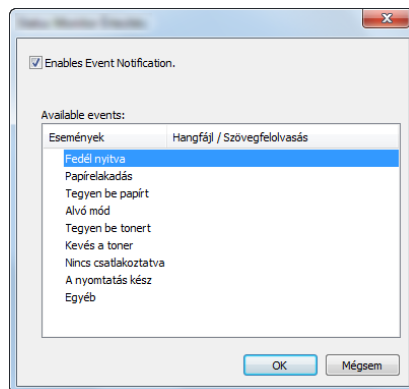 Enables Event Notification.
Available events:
Események Hangfájl / Szövegfelolvasás
Fedél nyitva
Papírelakadás
Tegyen be papírt
Alvó mód
Tegyen be tonert
Kevés a toner
Nincs csatlakoztatva
A nyomtatás kész
Egyéb
OK Mégsem